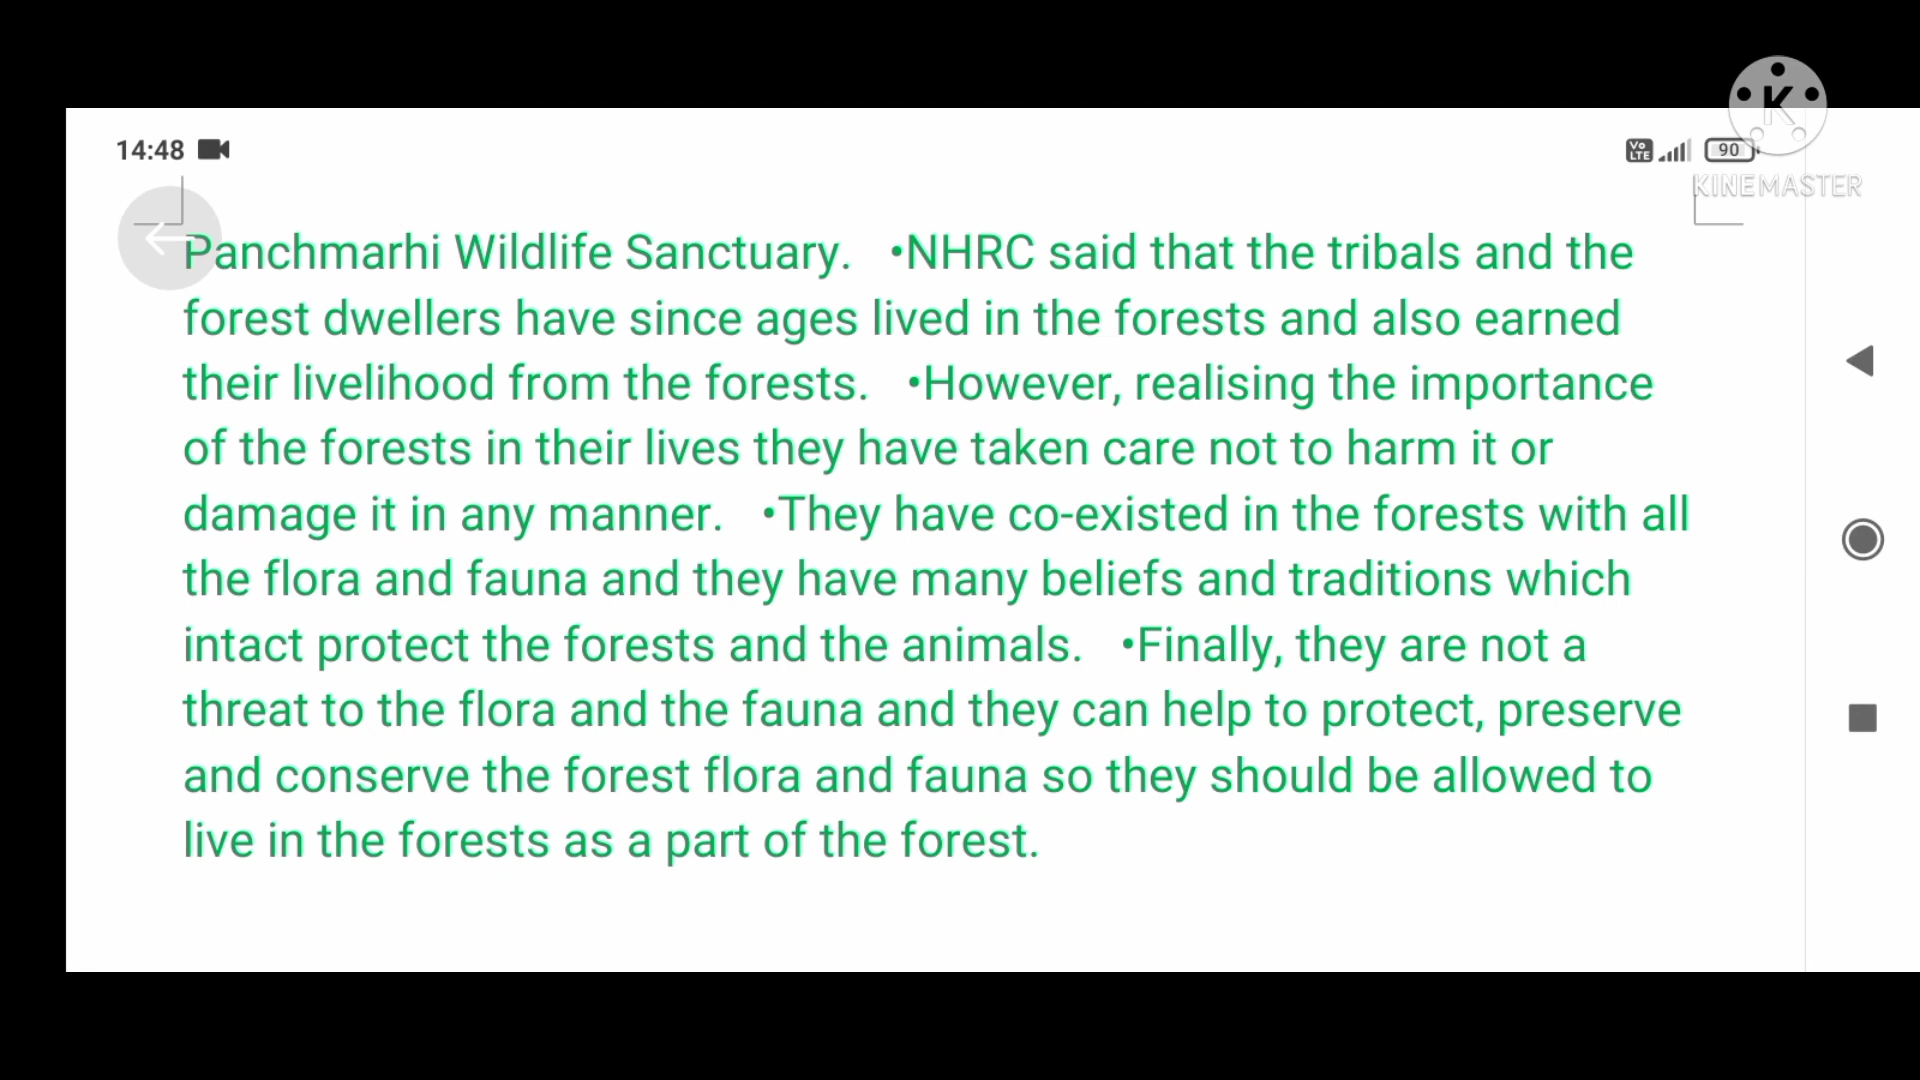 14:48
Vo LTE
90
K
KINEMASTER
Panchmarhi Wildlife Sanctuary.   •NHRC said that the tribals and the
forest dwellers have since ages lived in the forests and also earned
their livelihood from the forests.   •However, realising the importance
of the forests in their lives they have taken care not to harm it or
damage it in any manner.   •They have co-existed in the forests with all
the flora and fauna and they have many beliefs and traditions which
intact protect the forests and the animals.   •Finally, they are not a
threat to the flora and the fauna and they can help to protect, preserve
and conserve the forest flora and fauna so they should be allowed to
live in the forests as a part of the forest.